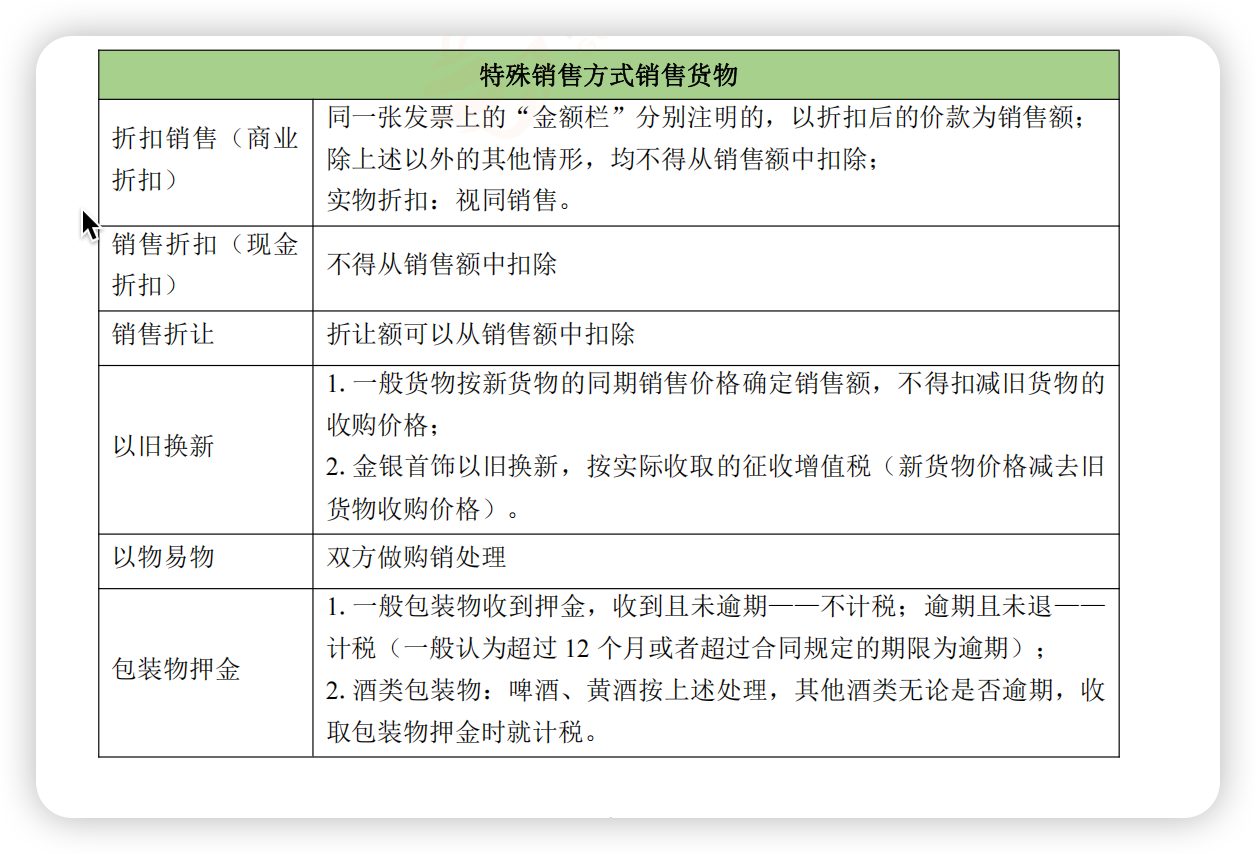 特殊销售方式销售货物
折扣销售（商业
折扣）
同一张发票上的“金额栏”分别注明的，以折扣后的价款为销售额；
除上述以外的其他情形，均不得从销售额中扣除；
实物折扣：视同销售。
销售折扣（现金
折扣）
不得从销售额中扣除
销售折让
折让额可以从销售额中扣除
以旧换新
1. 一般货物按新货物的同期销售价格确定销售额，不得扣减旧货物的
收购价格；
2. 金银首饰以旧换新，按实际收取的征收增值税（新货物价格减去旧
货物收购价格）。
以物易物
双方做购销处理
包装物押金
1. 一般包装物收到押金，收到且未逾期——不计税；逾期且未退——
计税（一般认为超过 12 个月或者超过合同规定的期限为逾期）；
2. 酒类包装物：啤酒、黄酒按上述处理，其他酒类无论是否逾期，收
取包装物押金时就计税。